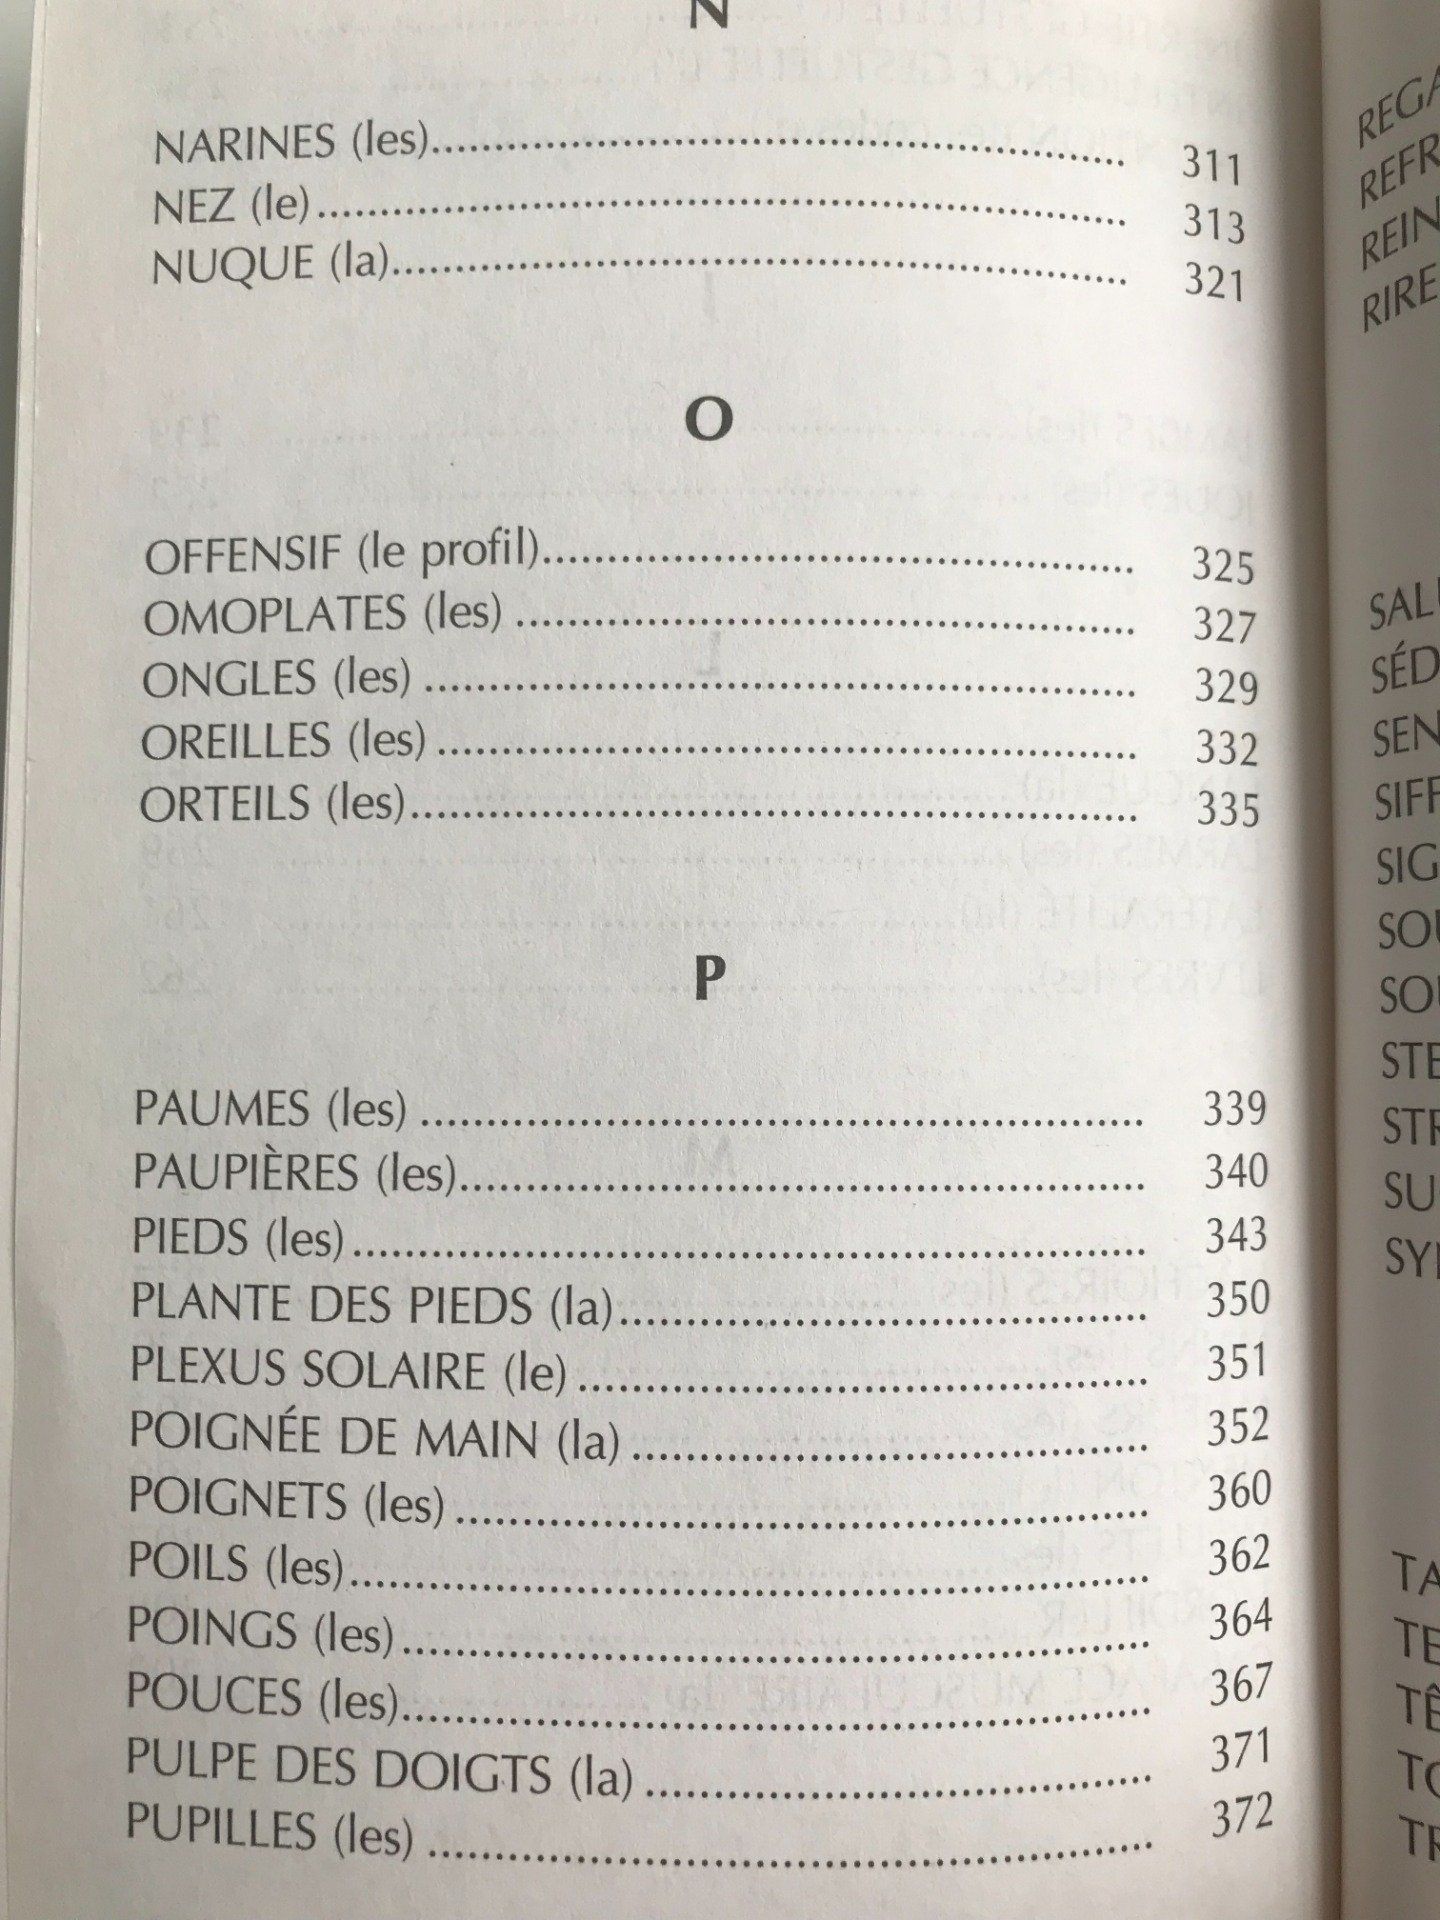 N
NARINES (les)........................................................ 311
NEZ (le)................................................................ 313
NUQUE (la)........................................................... 321
O
OFFENSIF (le profil)............................................... 325
OMOPLATES (les) .................................................. 327
ONGLES (les) ........................................................ 329
OREILLES (les) ....................................................... 332
ORTEILS (les)......................................................... 335
P
PAUMES (les) ......................................................... 339
PAUPIÈRES (les)...................................................... 340
PIEDS (les).............................................................. 343
PLANTE DES PIEDS (la).......................................... 350
PLEXUS SOLAIRE (le) ............................................. 351
POIGNÉE DE MAIN (la) ......................................... 352
POIGNETS (les) ...................................................... 360
POILS (les).............................................................. 362
POINGS (les).......................................................... 364
POUCES (les).......................................................... 367
PULPE DES DOIGTS (la) ........................................ 371
PUPILLES (les) ........................................................ 372
RIRE